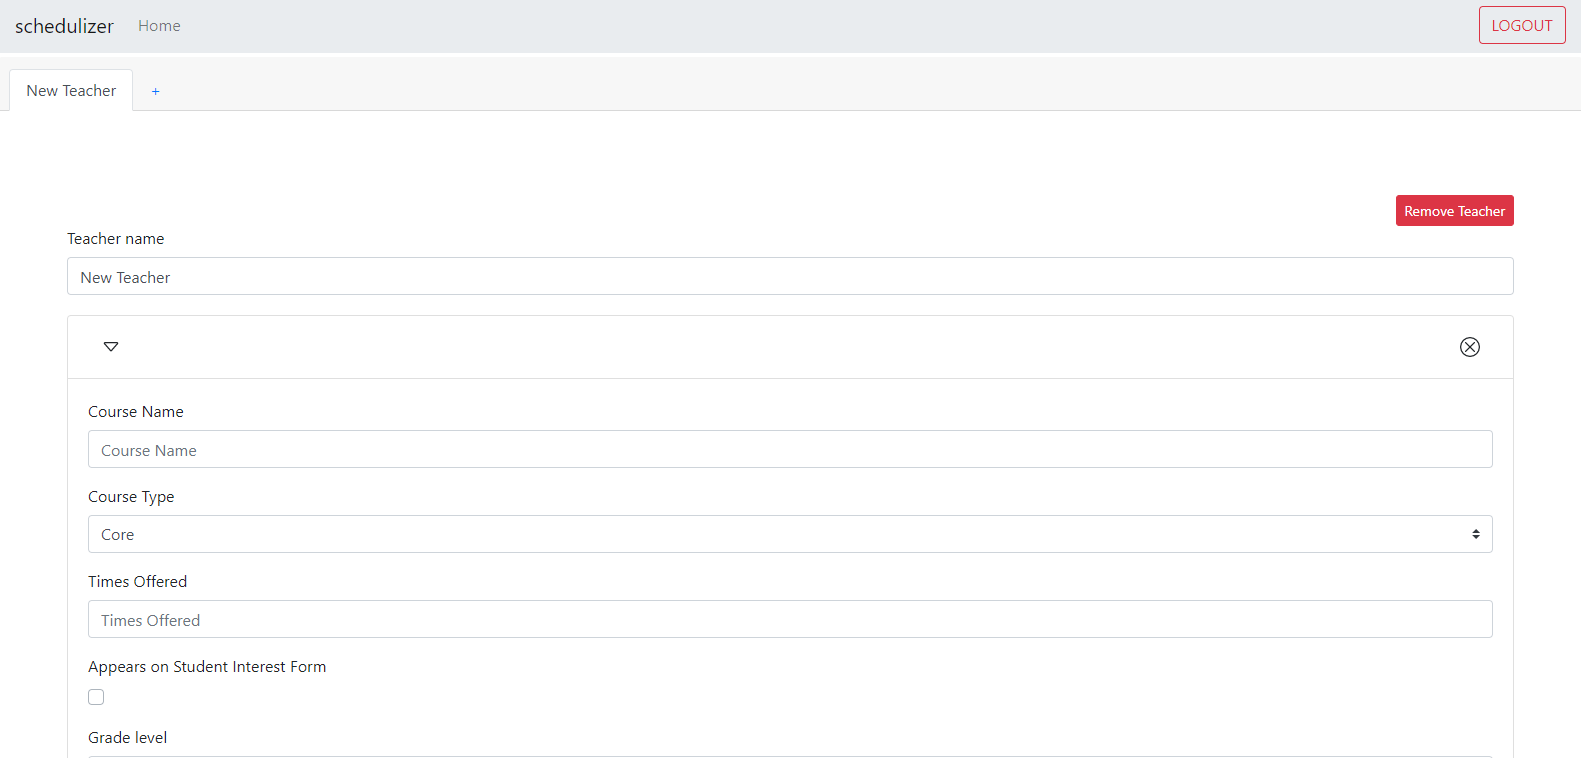 schedulizer Home LOGOUT
New Teacher +
Remove Teacher
Teacher name
New Teacher
Course Name
Course Name
Course Type
Core
Times Offered
Times Offered
Appears on Student Interest Form
Grade level